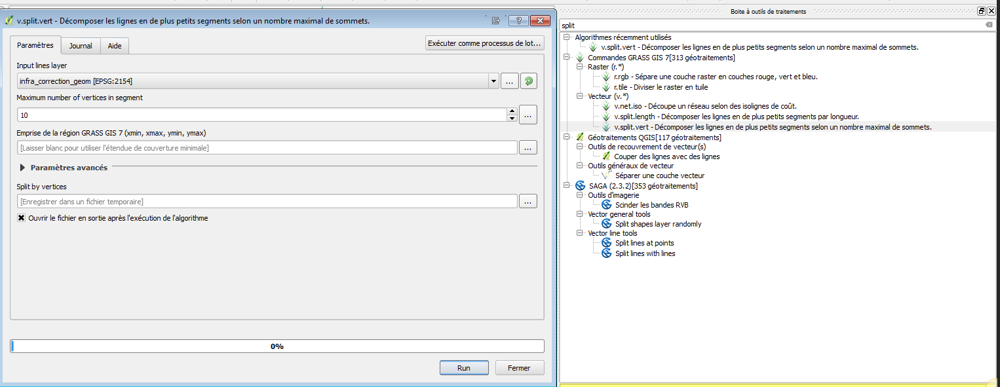 v.split.vert - Décomposer les lignes en de plus petits segments selon un nombre maximal de sommets.
Paramètres
Journal
Aide
Exécuter comme processus de lot...
Input lines layer
infra_correction_geom [EPSG:2154]
...
Maximum number of vertices in segment
10
...
Emprise de la région GRASS GIS 7 (xmin, xmax, ymin, ymax)
[Laisser blanc pour utiliser l'étendue de couverture minimale]
...
Paramètres avancés
Split by vertices
[Enregistrer dans un fichier temporaire]
...
Ouvrir le fichier en sortie après l'exécution de l'algorithme
0%
Run
Fermer
Boite à outils de traitements
split
Algorithmes récemment utilisés
v.split.vert - Décomposer les lignes en de plus petits segments selon un nombre maximal de sommets.
Commandes GRASS GIS 7[313 géotraitements]
Raster (r.*)
r.rgb - Sépare une couche raster en couches rouge, vert et bleu.
r.tile - Diviser le raster en tuile
Vecteur (v.*)
v.net.iso - Découpe un réseau selon des isolignes de coût.
v.split.length - Décomposer les lignes en de plus petits segments par longueur.
v.split.vert - Décomposer les lignes en de plus petits segments selon un nombre maximal de sommets.
Géotraitements QGIS[117 géotraitements]
Outils de recouvrement de vecteur(s)
Couper des lignes avec des lignes
Outils généraux de vecteur
Séparer une couche vecteur
SAGA (2.3.2)[353 géotraitements]
Outils d'imagerie
Scinder les bandes RVB
Vector general tools
Split shapes layer randomly
Vector line tools
Split lines at points
Split lines with lines